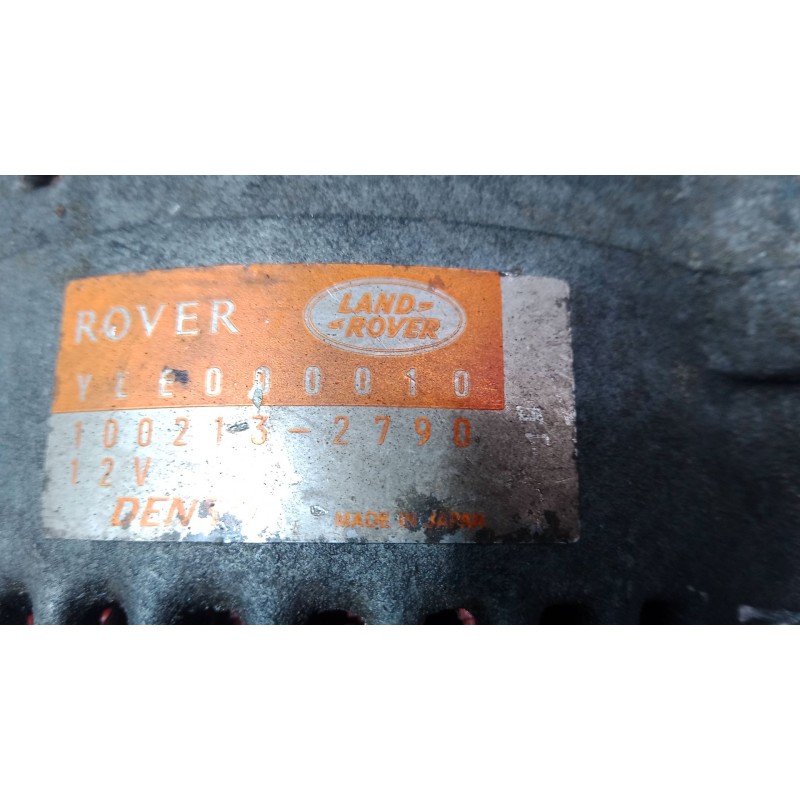 ROVER
LAND-
-ROVER
YLE000010
100213-2790
12V
MADE IN JAPAN